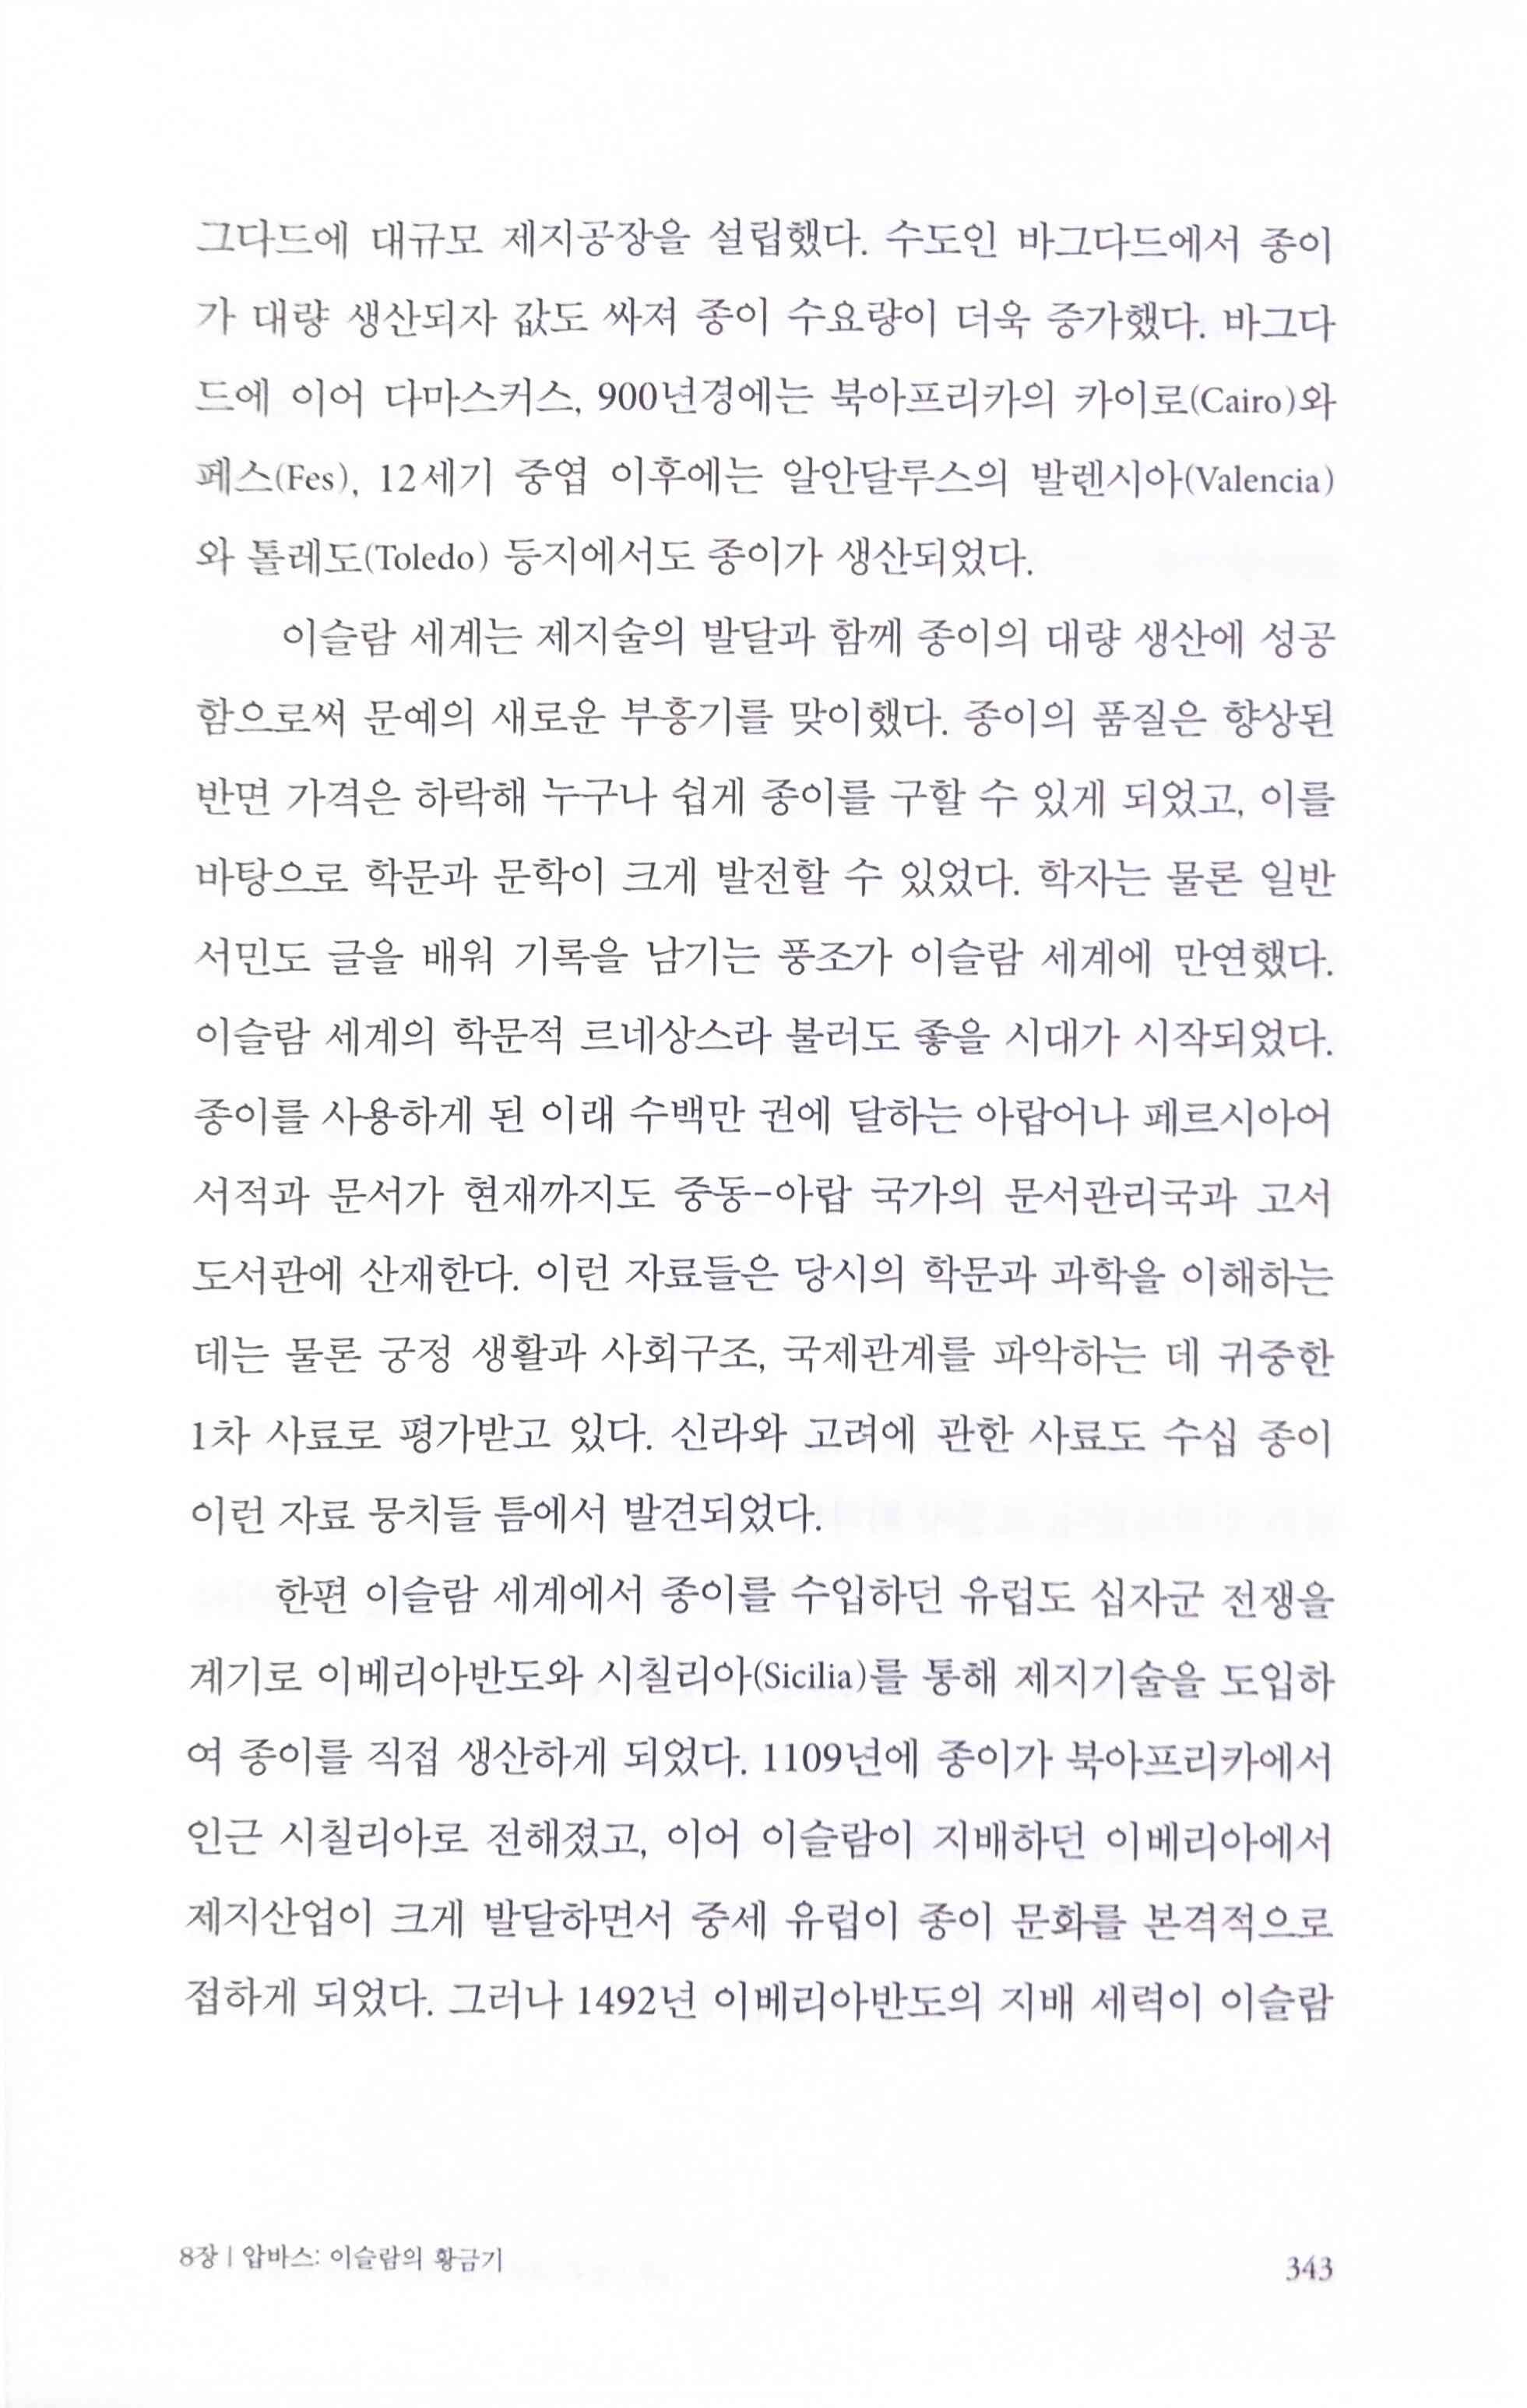 그다드에 대규모 제지공장을 설립했다. 수도인 바그다드에서 종이
가 대량 생산되자 값도 싸져 종이 수요량이 더욱 증가했다. 바그다
드에 이어 다마스커스, 900년경에는 북아프리카의 카이로(Cairo)와
페스(Fes), 12세기 중엽 이후에는 알안달루스의 발렌시아(Valencia)
와 톨레도(Toledo) 등지에서도 종이가 생산되었다.
이슬람 세계는 제지술의 발달과 함께 종이의 대량 생산에 성공
함으로써 문예의 새로운 부흥기를 맞이했다. 종이의 품질은 향상된
반면 가격은 하락해 누구나 쉽게 종이를 구할 수 있게 되었고, 이를
바탕으로 학문과 문학이 크게 발전할 수 있었다. 학자는 물론 일반
서민도 글을 배워 기록을 남기는 풍조가 이슬람 세계에 만연했다.
이슬람 세계의 학문적 르네상스라 불러도 좋을 시대가 시작되었다.
종이를 사용하게 된 이래 수백만 권에 달하는 아랍어나 페르시아어
서적과 문서가 현재까지도 중동-아랍 국가의 문서관리국과 고서
도서관에 산재한다. 이런 자료들은 당시의 학문과 과학을 이해하는
데는 물론 궁정 생활과 사회구조, 국제관계를 파악하는 데 귀중한
1차 사료로 평가받고 있다. 신라와 고려에 관한 사료도 수십 종이
이런 자료 뭉치들 틈에서 발견되었다.
한편 이슬람 세계에서 종이를 수입하던 유럽도 십자군 전쟁을
계기로 이베리아반도와 시칠리아(Sicilia)를 통해 제지기술을 도입하
여 종이를 직접 생산하게 되었다. 1109년에 종이가 북아프리카에서
인근 시칠리아로 전해졌고, 이어 이슬람이 지배하던 이베리아에서
제지산업이 크게 발달하면서 중세 유럽이 종이 문화를 본격적으로
접하게 되었다. 그러나 1492년 이베리아반도의 지배 세력이 이슬람
8장 | 압바스: 이슬람의 황금기
343